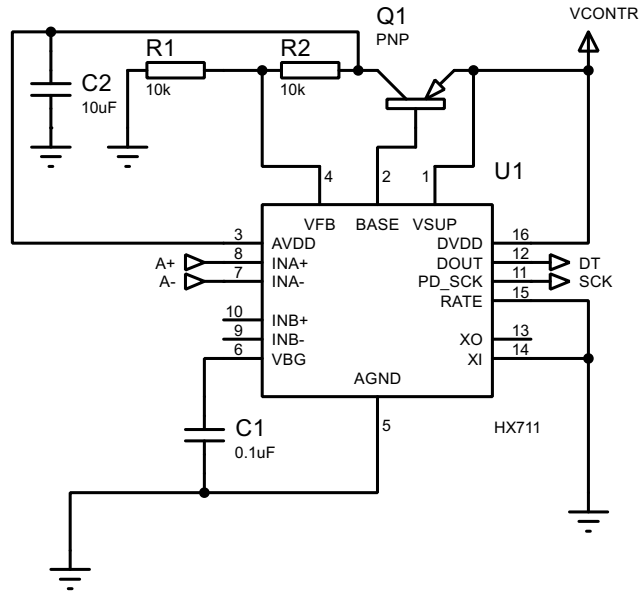 Q1
PNP
VCONTR
R1
10k
R2
10k
C2
10uF
4
2
1
U1
VFB
BASE
VSUP
3
AVDD
DVDD
16
A+
8
INA+
DOUT
12
DT
A-
7
INA-
PD_SCK
11
SCK
RATE
15
10
INB+
9
INB-
XO
13
6
VBG
XI
14
AGND
5
HX711
C1
0.1uF